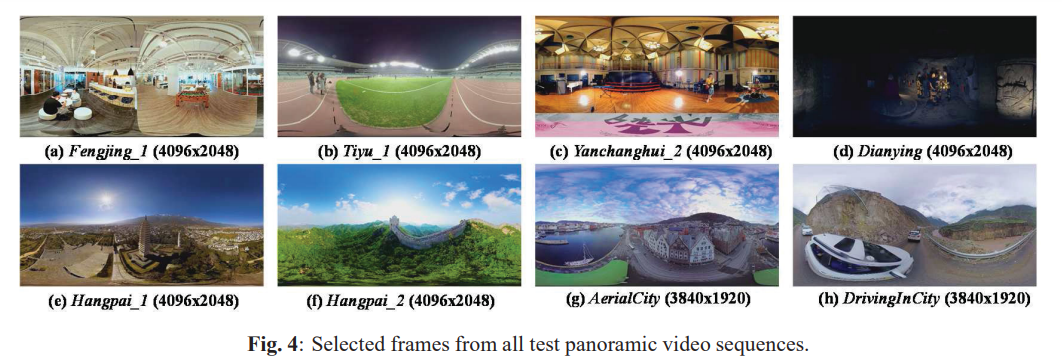 (a) Fengjing_1 (4096x2048)
(b) Tiyu_1 (4096x2048)
(c) Yanchanghui_2 (4096x2048)
(d) Dianying (4096x2048)
(e) Hangpai_1 (4096x2048)
(f) Hangpai_2 (4096x2048)
(g) AerialCity (3840x1920)
(h) DrivingInCity (3840x1920)
Fig. 4: Selected frames from all test panoramic video sequences.